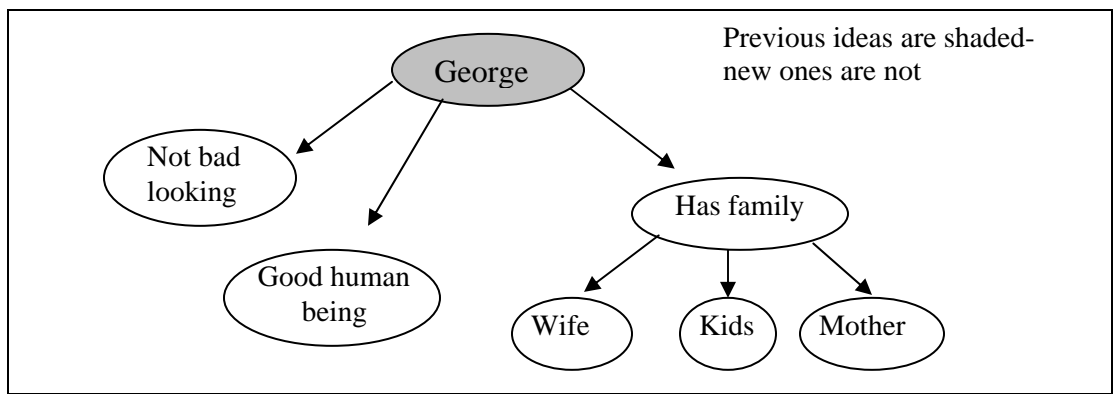 Previous ideas are shaded-
new ones are not
George
Not bad
looking
Has family
Good human
being
Wife
Kids
Mother